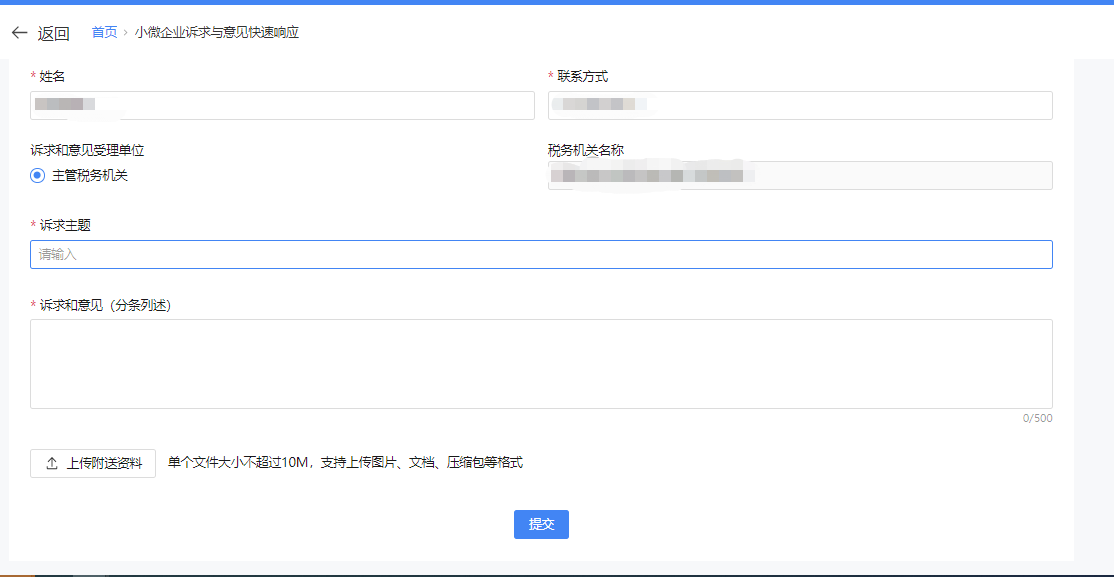 返回 首页 › 小微企业诉求与意见快速响应
* 姓名 * 联系方式
诉求和意见受理单位 税务机关名称
主管税务机关
* 诉求主题
请输入
* 诉求和意见（分条列述）
0/500
上传附送资料 单个文件大小不超过10M，支持上传图片、文档、压缩包等格式
提交